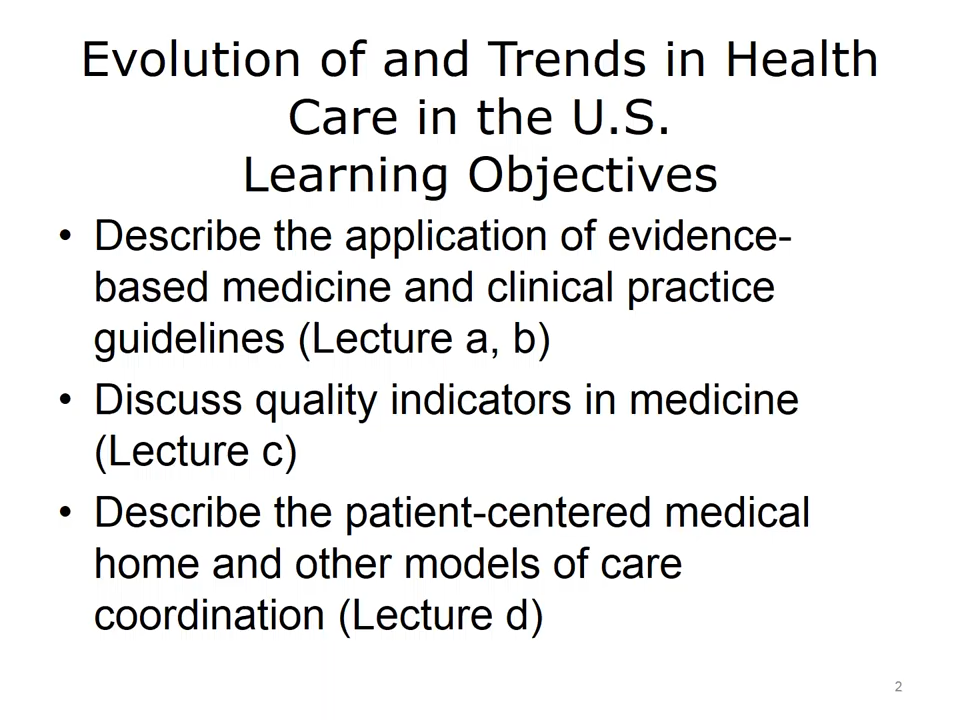 Evolution of and Trends in Health
Care in the U.S.
Learning Objectives
• Describe the application of evidence-
based medicine and clinical practice
guidelines (Lecture a, b)
• Discuss quality indicators in medicine
(Lecture c)
• Describe the patient-centered medical
home and other models of care
coordination (Lecture d)
2